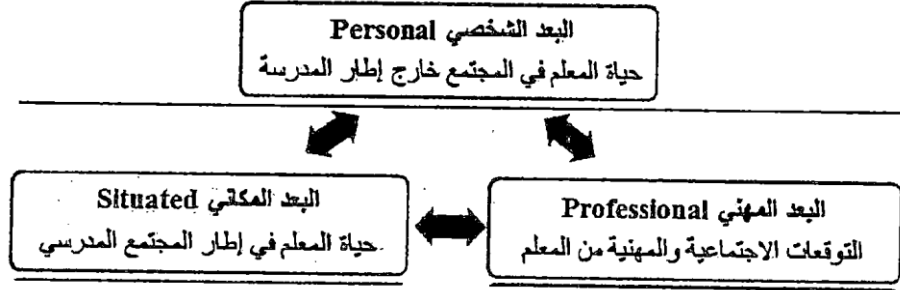 البعد الشخصي Personal
حياة المعلم في المجتمع خارج إطار المدرسة
البعد المهني Professional
التوقعات الاجتماعية والمهنية من المعلم
البعد المكاني Situated
حياة المعلم في إطار المجتمع المدرسي